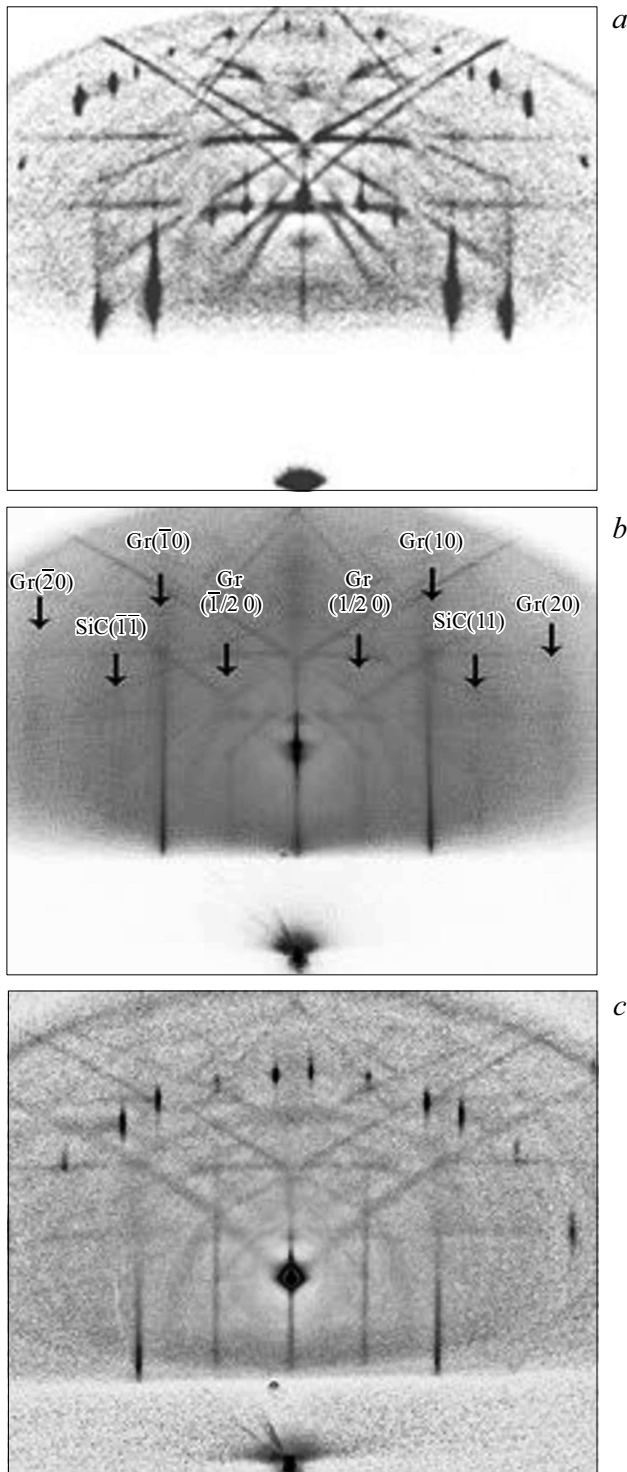 a
b
Gr(1̅0)
Gr(10)
Gr(2̅0)
Gr
(1̅/2 0)
Gr
(1/2 0)
Gr(20)
SiC(1̅1̅)
SiC(11)
c